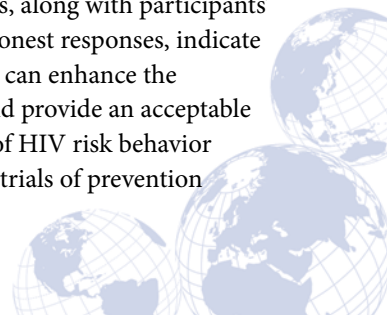 s, along with participants
onest responses, indicate
can enhance the
d provide an acceptable
of HIV risk behavior
trials of prevention